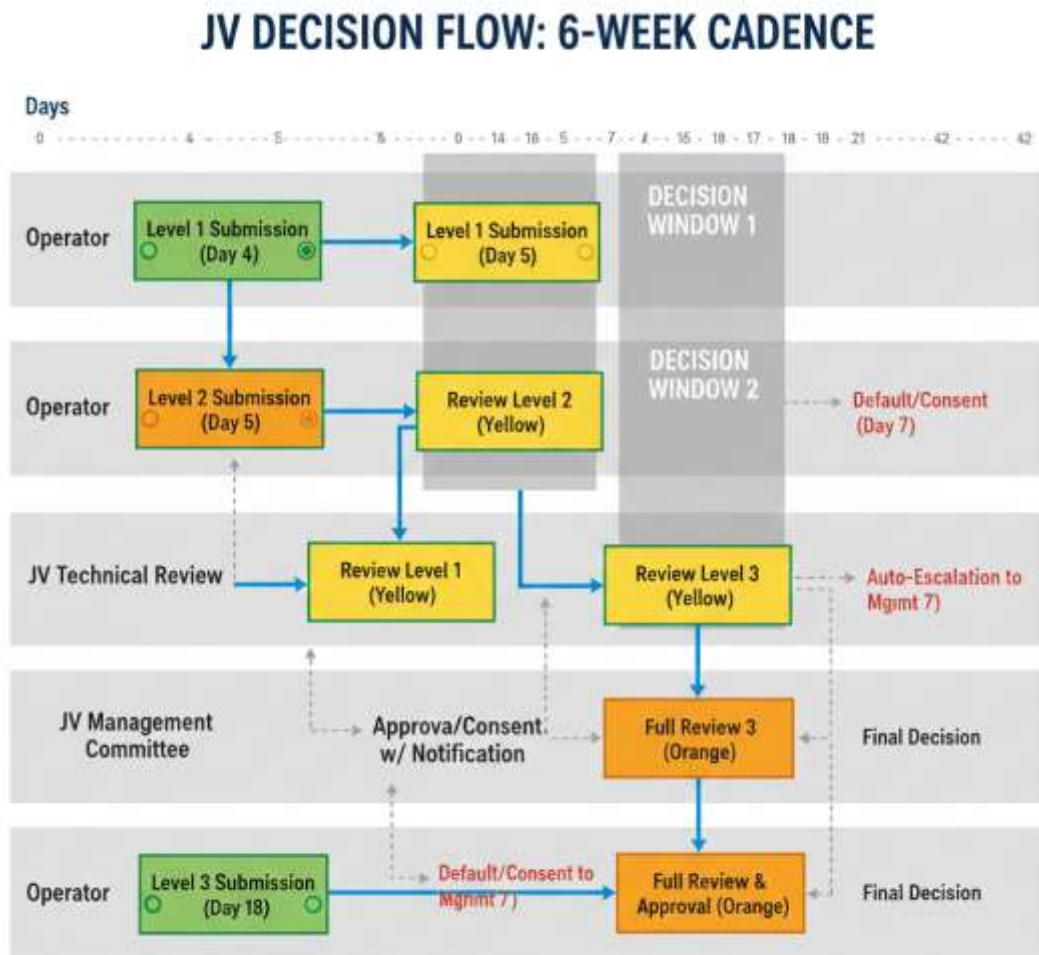 JV DECISION FLOW: 6-WEEK CADENCE
Days
0 4 5 6 0 14 16 5 7 16 18 17 18 18 21 42 42
Operator
Level 1 Submission
(Day 4)
Level 1 Submission
(Day 5)
DECISION
WINDOW 1
Operator
Level 2 Submission
(Day 5)
Review Level 2
(Yellow)
DECISION
WINDOW 2
Default/Consent
(Day 7)
JV Technical Review
Review Level 1
(Yellow)
Review Level 3
(Yellow)
Auto-Escalation to
Mgımt 7)
JV Management
Committee
Approva/Consent
w/ Notification
Full Review 3
(Orange)
Final Decision
Operator
Level 3 Submission
(Day 18)
Default/Consent to
Mgnmt 7)
Full Review &
Approval (Orange)
Final Decision